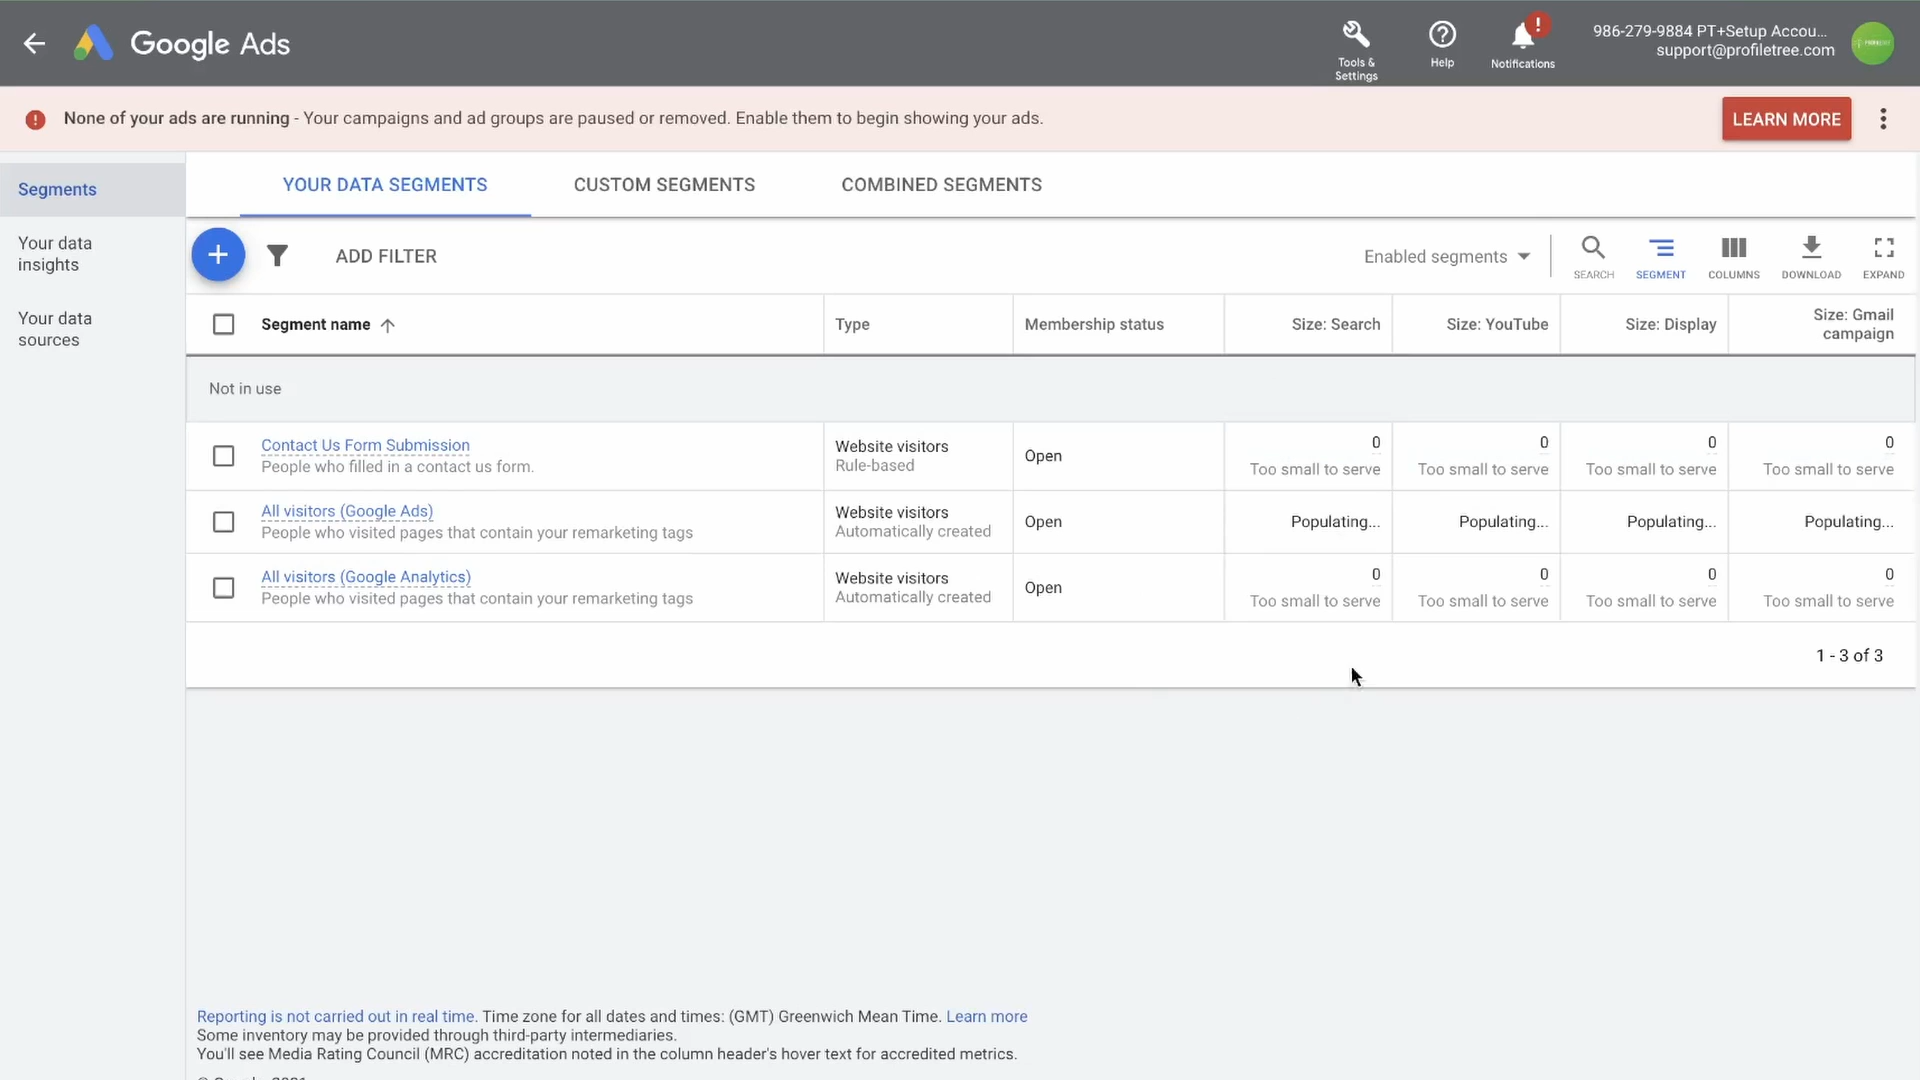 Google Ads
Tools & Settings
Help
Notifications
986-279-9884 PT+Setup Accou...
support@profiletree.com
None of your ads are running - Your campaigns and ad groups are paused or removed. Enable them to begin showing your ads.
LEARN MORE
Segments
Your data insights
Your data sources
YOUR DATA SEGMENTS
CUSTOM SEGMENTS
COMBINED SEGMENTS
ADD FILTER
Enabled segments
SEARCH
SEGMENT
COLUMNS
DOWNLOAD
EXPAND
Segment name
Type
Membership status
Size: Search
Size: YouTube
Size: Display
Size: Gmail campaign
Not in use
Contact Us Form Submission
People who filled in a contact us form.
Website visitors
Rule-based
Open
0
Too small to serve
0
Too small to serve
0
Too small to serve
0
Too small to serve
All visitors (Google Ads)
People who visited pages that contain your remarketing tags
Website visitors
Automatically created
Open
Populating...
Populating...
Populating...
Populating...
All visitors (Google Analytics)
People who visited pages that contain your remarketing tags
Website visitors
Automatically created
Open
0
Too small to serve
0
Too small to serve
0
Too small to serve
0
Too small to serve
1 - 3 of 3
Reporting is not carried out in real time. Time zone for all dates and times: (GMT) Greenwich Mean Time. Learn more
Some inventory may be provided through third-party intermediaries.
You'll see Media Rating Council (MRC) accreditation noted in the column header's hover text for accredited metrics.